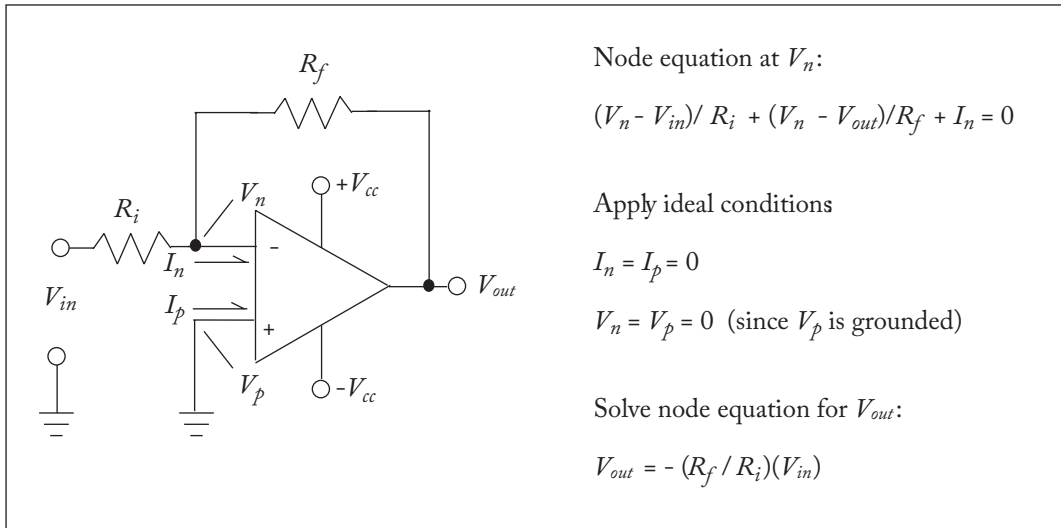 R_f
+V_cc
V_n
R_i
-
I_n
V_out
V_in
I_p
+
V_p
-V_cc
Node equation at V_n:
(V_n - V_in)/ R_i + (V_n - V_out)/R_f + I_n = 0
Apply ideal conditions
I_n = I_p = 0
V_n = V_p = 0 (since V_p is grounded)
Solve node equation for V_out:
V_out = - (R_f / R_i)(V_in)